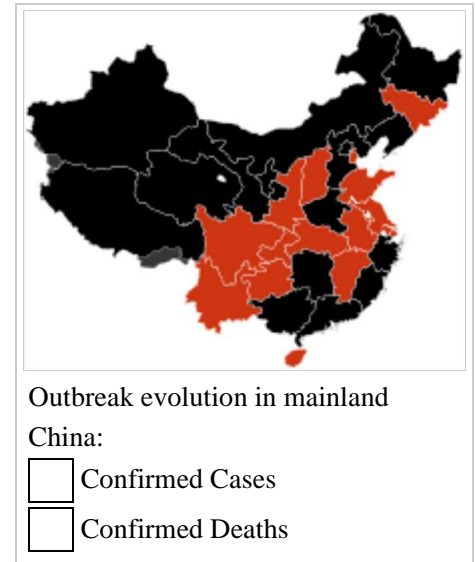 Outbreak evolution in mainland
China:
Confirmed Cases
Confirmed Deaths